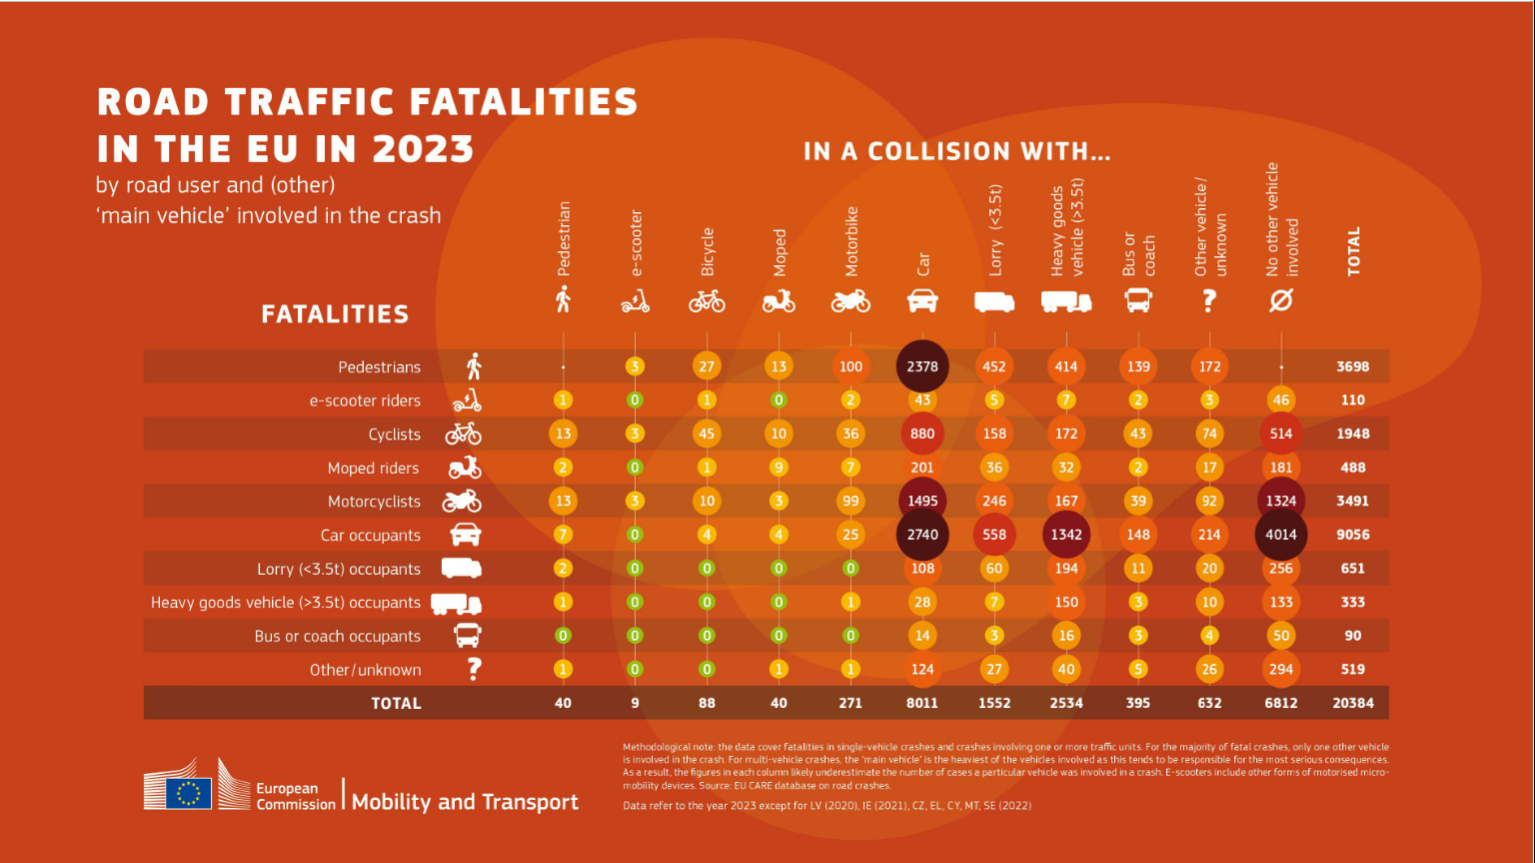 ROAD TRAFFIC FATALITIES
IN THE EU IN 2023
by road user and (other)
‘main vehicle’ involved in the crash
IN A COLLISION WITH...
Pedestrian
e-scooter
Bicycle
Moped
Motorbike
Car
Lorry (<3.5t)
Heavy goods
vehicle (>3.5t)
Bus or
coach
Other vehicle/
unknown
No other vehicle
involved
TOTAL
?
FATALITIES
Pedestrians . 3 27 13 100 2378 452 414 139 172 . 3698
e-scooter riders 1 0 1 0 2 43 5 7 2 3 46 110
Cyclists 13 3 45 10 36 880 158 172 43 74 514 1948
Moped riders 2 0 1 9 7 201 36 32 2 17 181 488
Motorcyclists 13 3 10 3 99 1495 246 167 39 92 1324 3491
Car occupants 7 0 4 4 25 2740 558 1342 148 214 4014 9056
Lorry (<3.5t) occupants 2 0 0 0 0 108 60 194 11 20 256 651
Heavy goods vehicle (>3.5t) occupants 1 0 0 0 1 28 7 150 3 10 133 333
Bus or coach occupants 0 0 0 0 0 14 3 16 3 4 50 90
Other/unknown ? 1 0 0 1 1 124 27 40 5 26 294 519
TOTAL 40 9 88 40 271 8011 1552 2534 395 632 6812 20384
Methodological note: the data cover fatalities in single-vehicle crashes and crashes involving one or more traffic units. For the majority of fatal crashes, only one other vehicle
is involved in the crash. For multi-vehicle crashes, the ‘main vehicle’ is the heaviest of the vehicles involved as this tends to be responsible for the most serious consequences.
As a result, the figures in each column likely underestimate the number of cases a particular vehicle was involved in a crash. E-scooters include other forms of motorised micro-
mobility devices. Source: EU CARE database on road crashes.
Data refer to the year 2023 except for LV (2020), IE (2021), CZ, EL, CY, MT, SE (2022)
European
Commission
Mobility and Transport